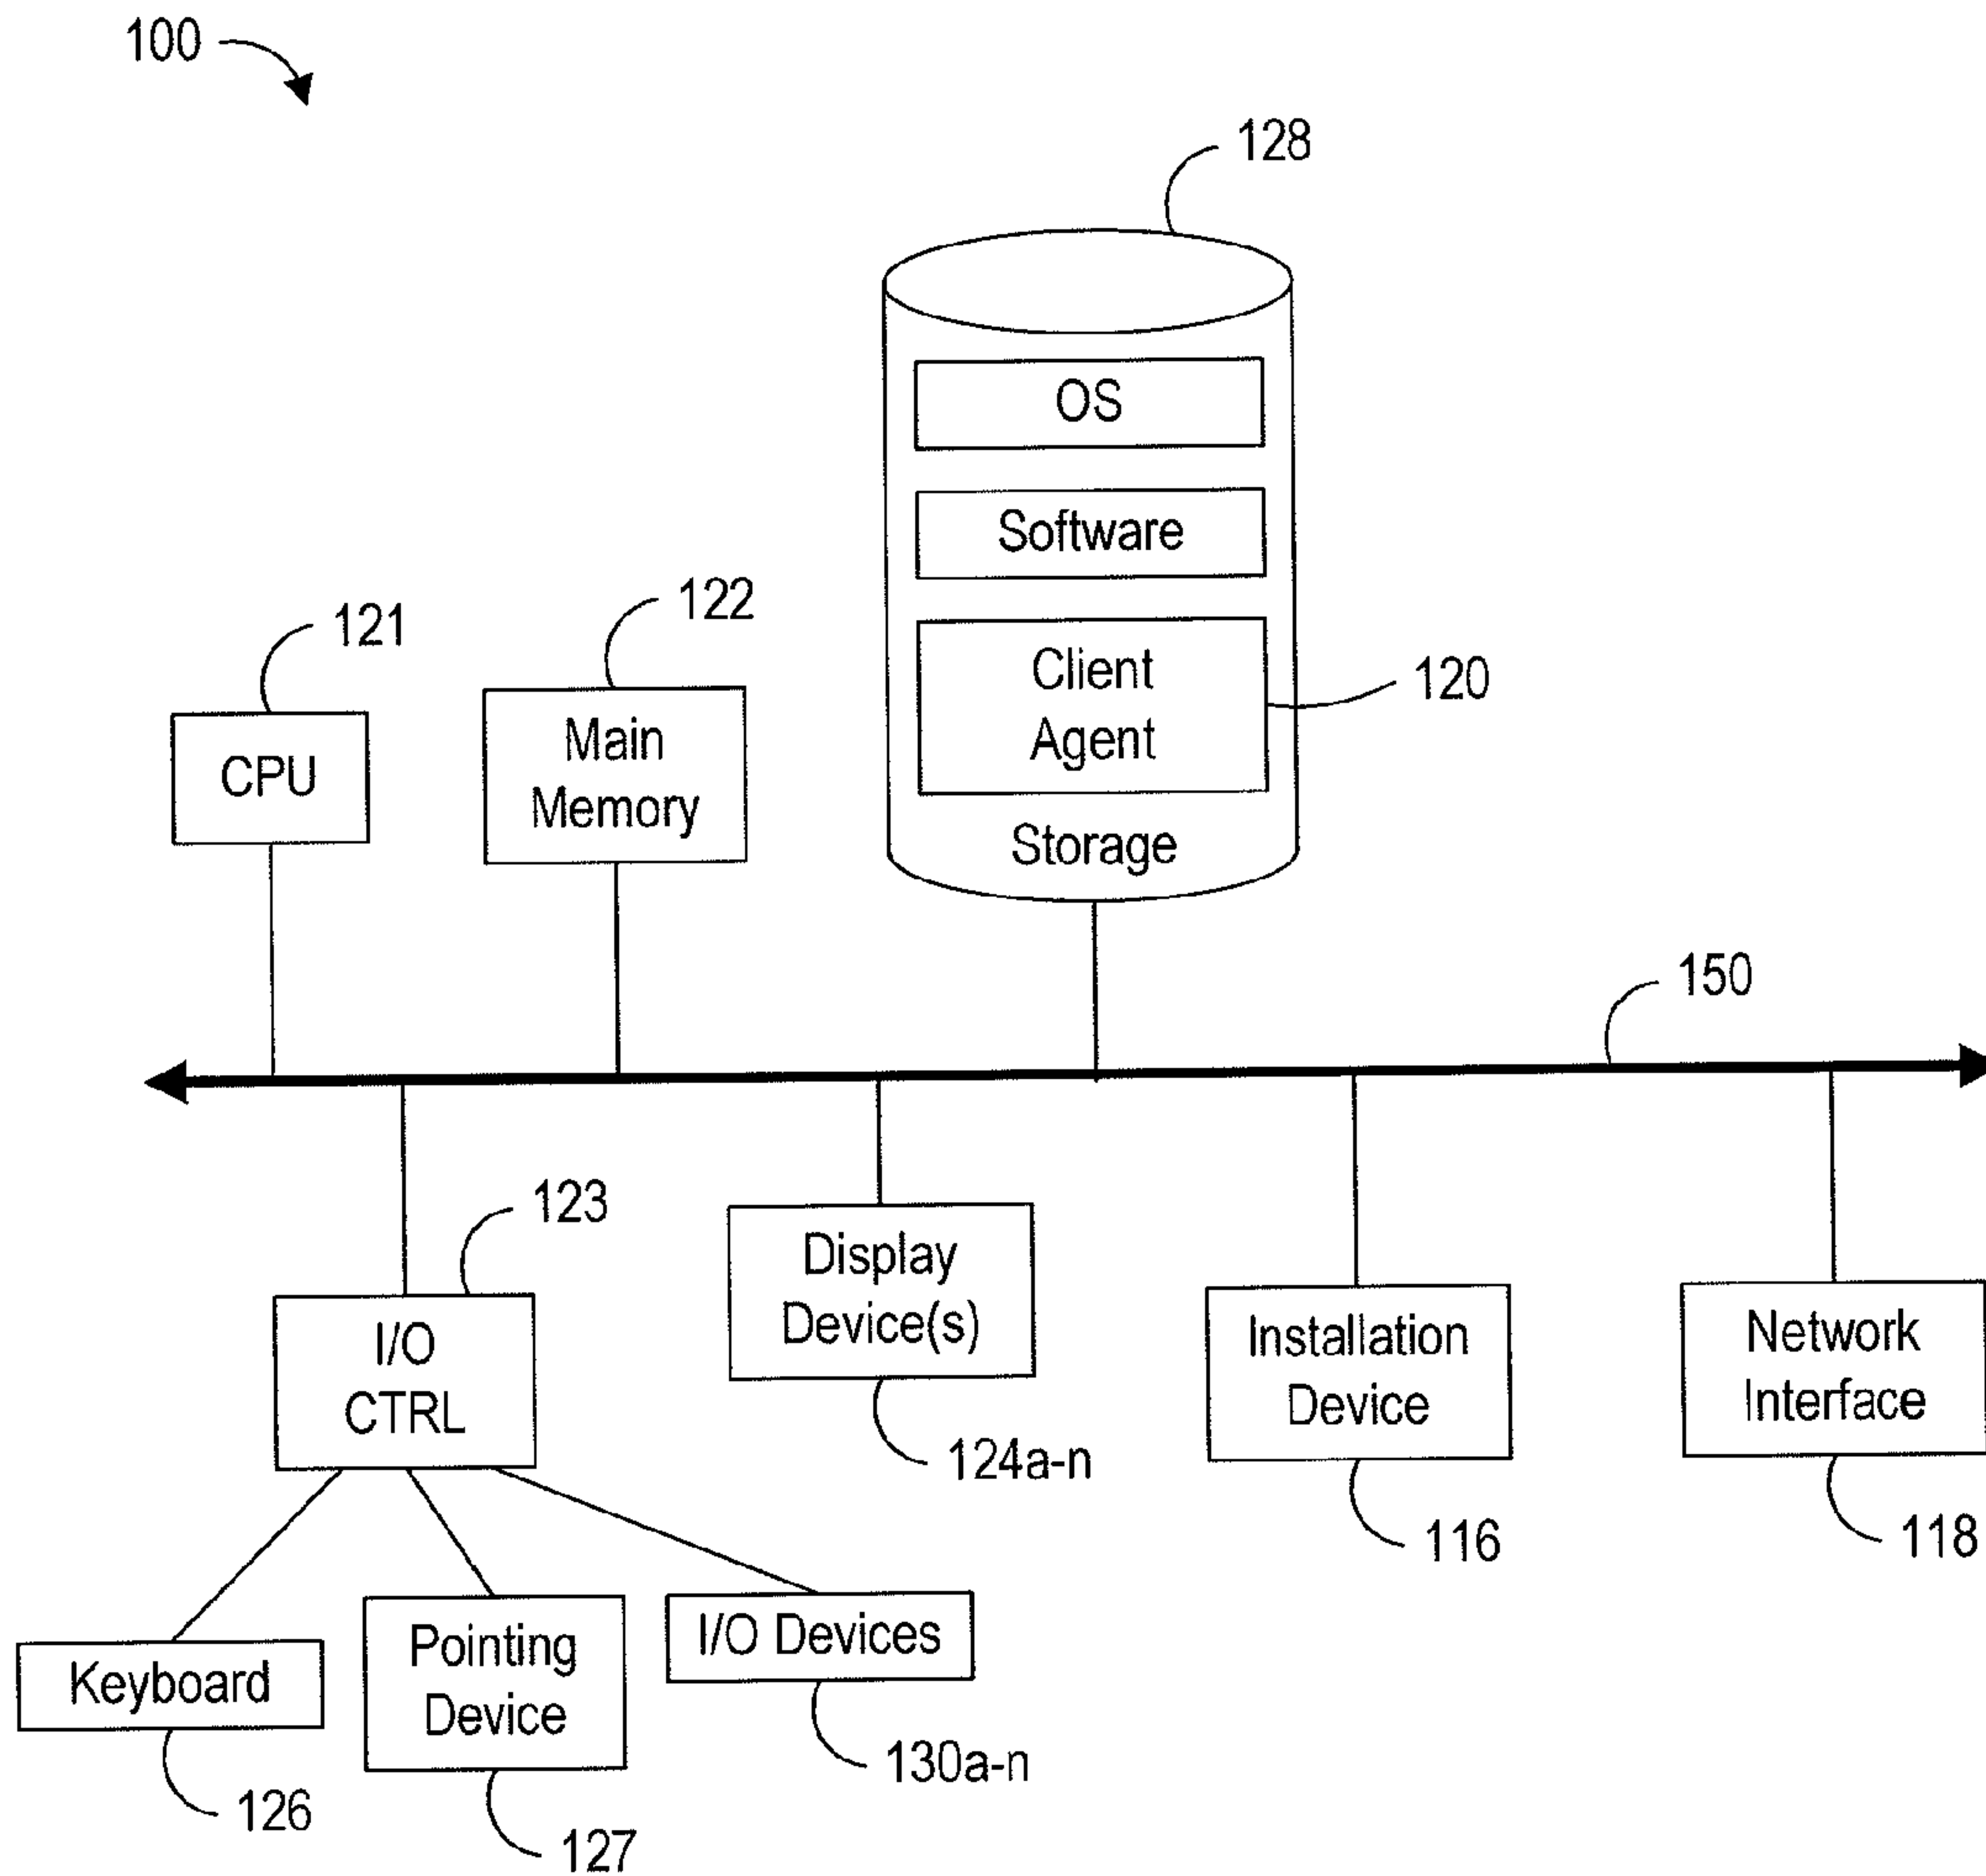 100
128
OS
Software
Client
Agent
120
Storage
121
122
CPU
Main
Memory
150
123
I/O
CTRL
Display
Device(s)
124a-n
Installation
Device
116
Network
Interface
118
Keyboard
126
Pointing
Device
127
I/O Devices
130a-n